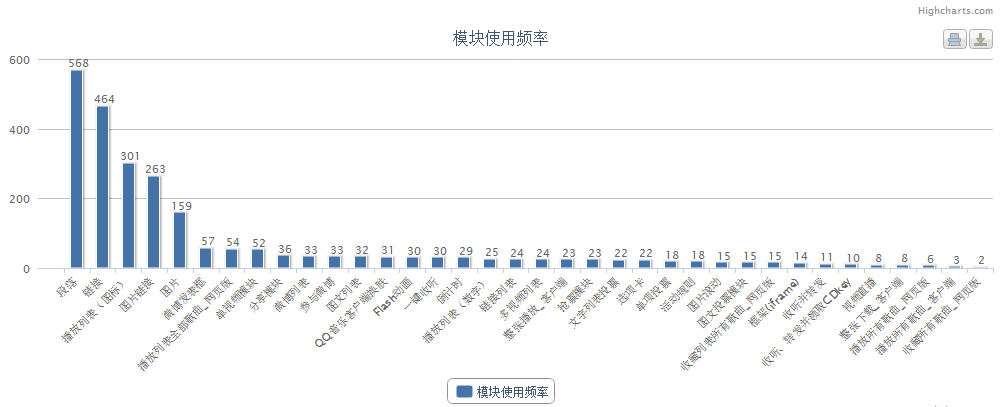 Highcharts.com
模块使用频率
600
400
200
0
568
464
301
263
159
57
54
52
36
33
33
32
31
30
30
29
25
24
24
23
23
22
22
18
18
15
15
15
14
11
10
8
8
6
3
2
段落
链接
播放列表（图标）
图片链接
图片
微博发表框
播放列表全部歌曲_网页版
单视频模块
分享模块
微博列表
参与微博
图文列表
QQ音乐客户端换肤
Flash动画
一键收听
倒计时
播放列表（数字）
链接列表
多视频列表
整张播放_客户端
抢票模块
文字列表投票
选项卡
单项投票
活动规则
图片滚动
图文投票模块
收藏列表所有歌曲_网页版
框架(iframe)
收听并转发
收听、转发并领取CDkey
视频直播
整张下载_客户端
播放所有歌曲_网页版
播放所有歌曲_客户端
收藏所有歌曲_网页版
模块使用频率